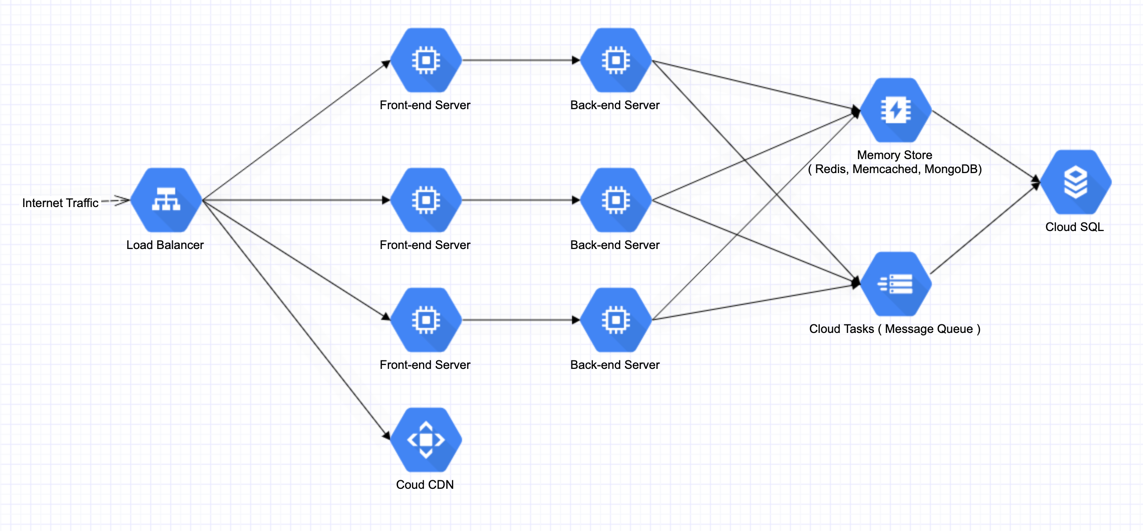 Front-end Server
Back-end Server
Memory Store
( Redis, Memcached, MongoDB)
Internet Traffic
Load Balancer
Front-end Server
Back-end Server
Cloud SQL
Cloud Tasks ( Message Queue )
Front-end Server
Back-end Server
Coud CDN